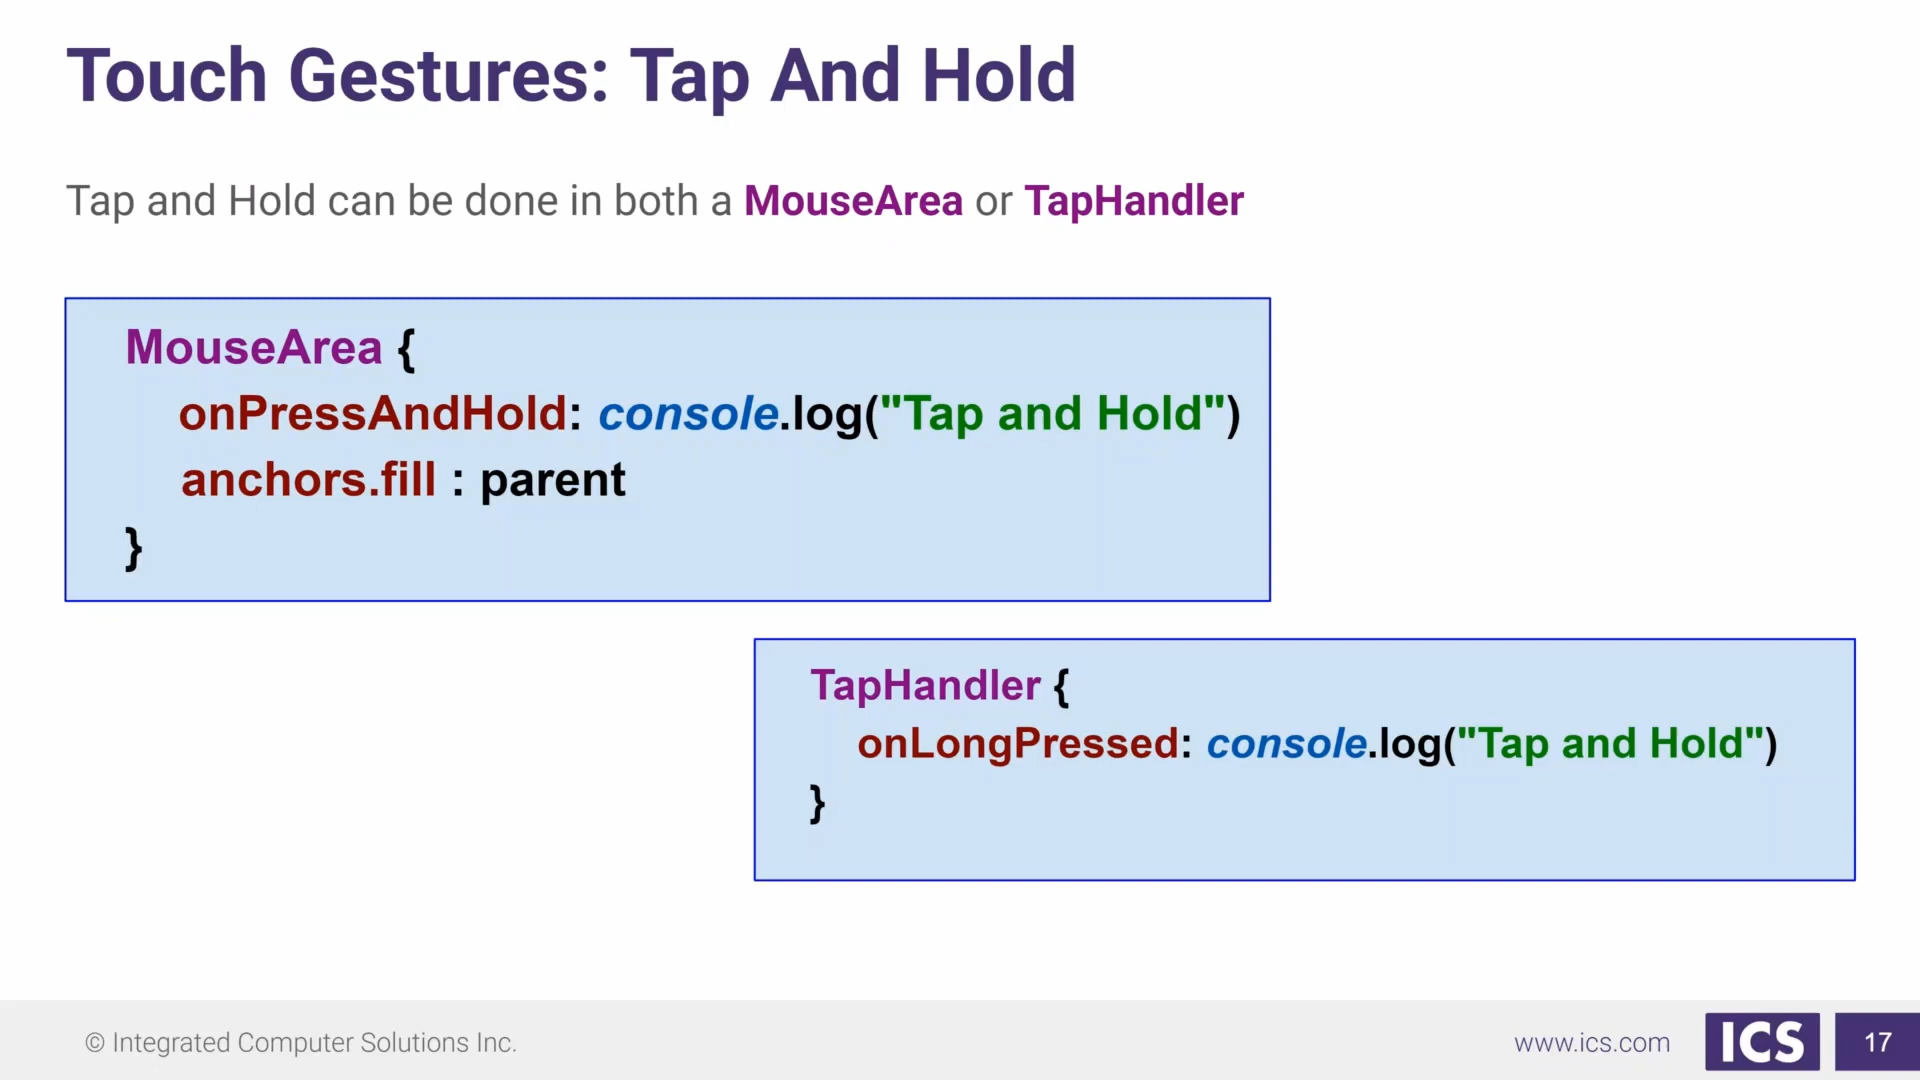 Touch Gestures: Tap And Hold
Tap and Hold can be done in both a MouseArea or TapHandler
MouseArea {
onPressAndHold: console.log("Tap and Hold")
anchors.fill : parent
}
TapHandler {
onLongPressed: console.log("Tap and Hold")
}
© Integrated Computer Solutions Inc.
www.ics.com
ICS
17